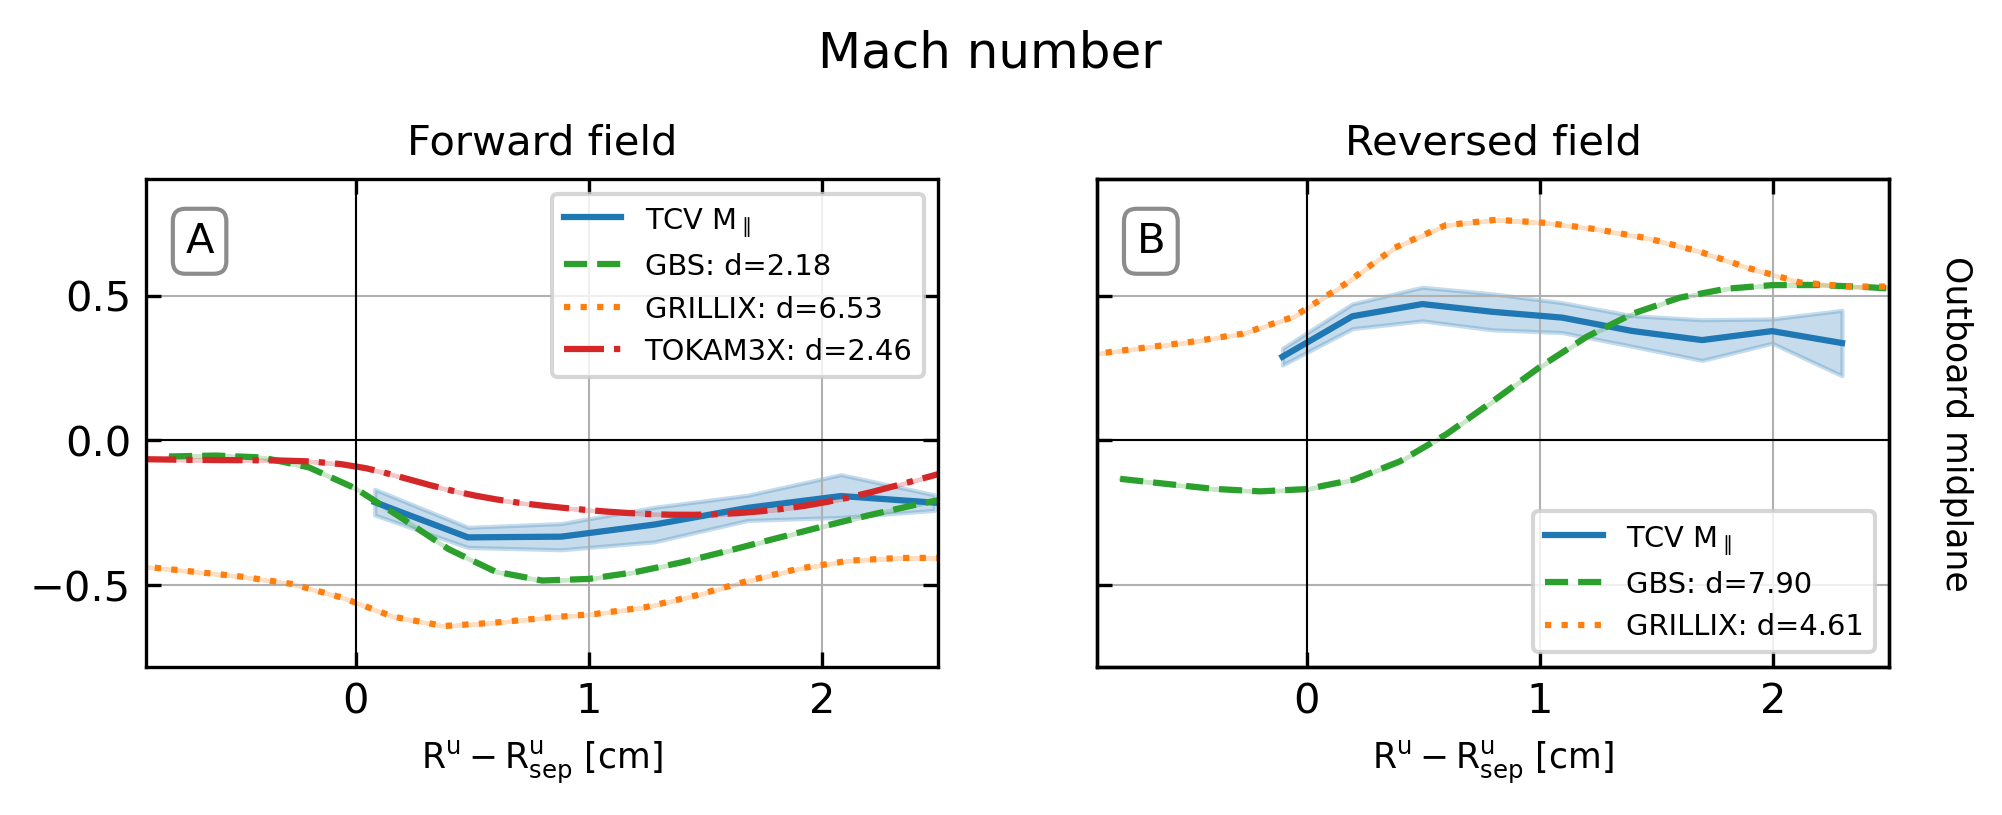 Mach number
Forward field
A
TCV M∥
GBS: d=2.18
GRILLIX: d=6.53
TOKAM3X: d=2.46
0.5
0.0
−0.5
0 1 2
Rᵘ − Rᵘsep [cm]
Reversed field
B
TCV M∥
GBS: d=7.90
GRILLIX: d=4.61
0 1 2
Rᵘ − Rᵘsep [cm]
Outboard midplane